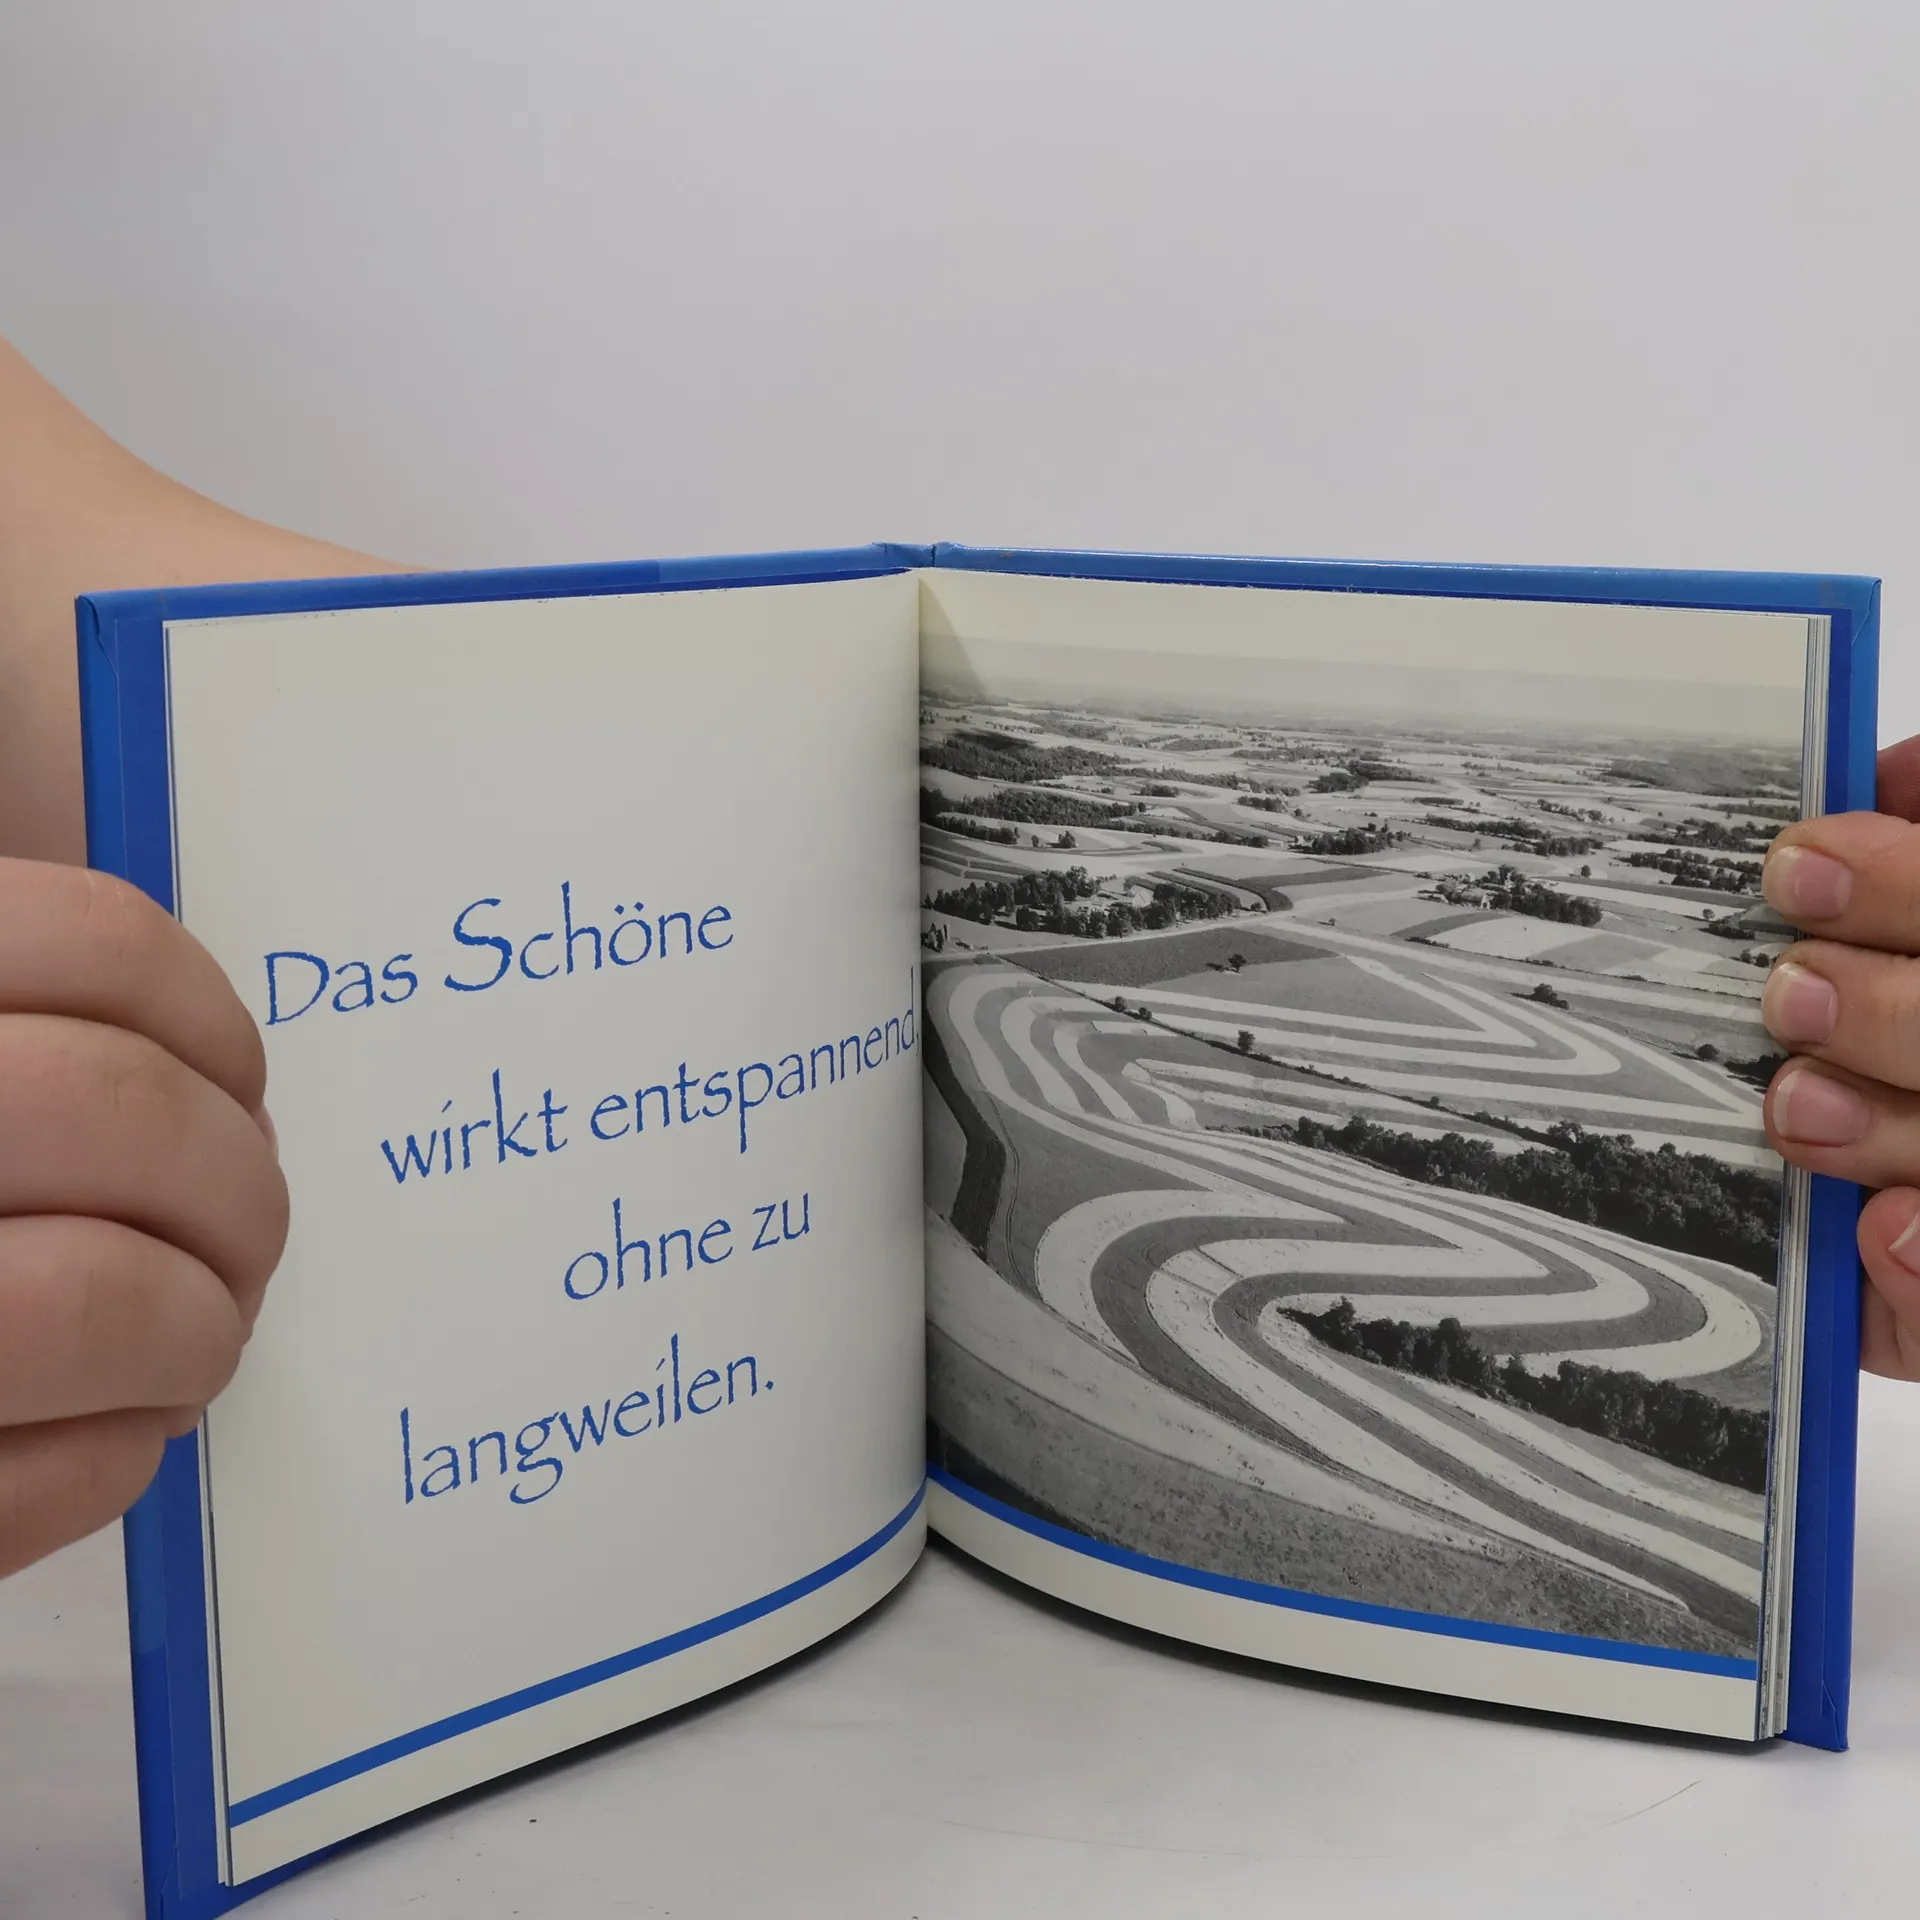 Das Schöne
wirkt entspannend,
ohne zu
langweilen.